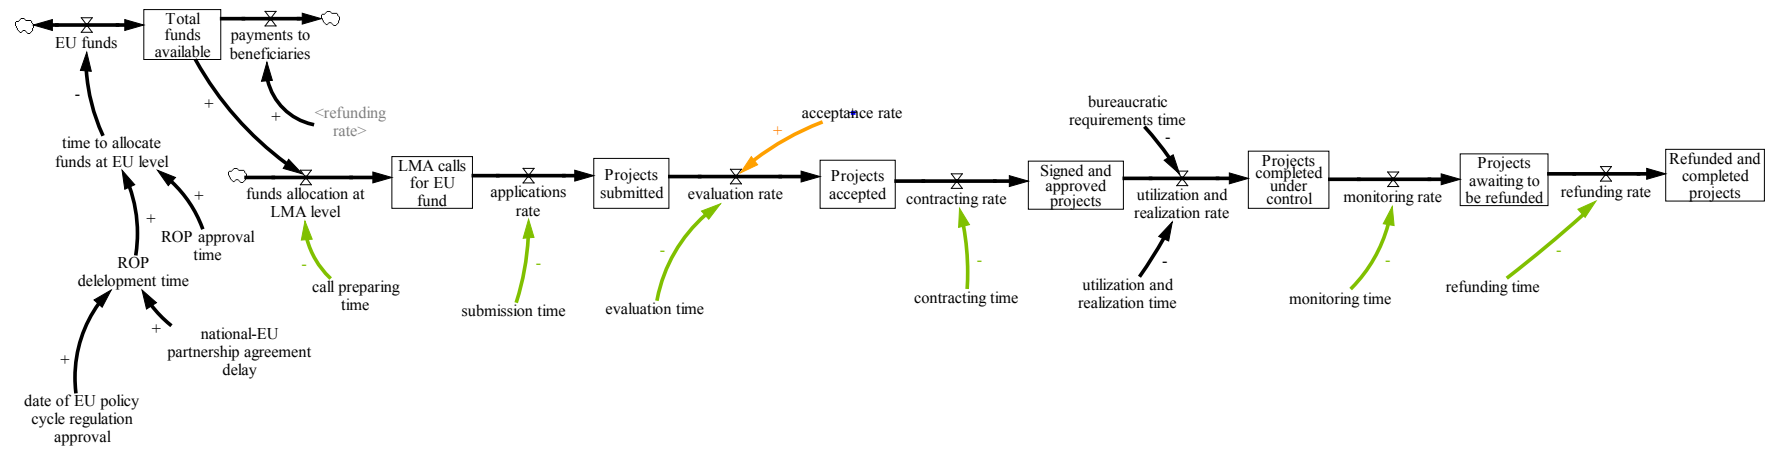 EU funds
Total
funds
available
payments to
beneficiaries
-
+
+
<refunding
rate>
time to allocate
funds at EU level
+
+
ROP approval
time
ROP
delelopment time
+
+
national-EU
partnership agreement
delay
date of EU policy
cycle regulation
approval
funds allocation at
LMA level
-
call preparing
time
LMA calls
for EU
fund
applications
rate
-
submission time
Projects
submitted
acceptance rate
+
+
evaluation rate
-
evaluation time
Projects
accepted
contracting rate
-
contracting time
Signed and
approved
projects
bureaucratic
requirements time
-
utilization and
realization rate
-
utilization and
realization time
Projects
completed
under
control
monitoring rate
-
monitoring time
Projects
awaiting to
be refunded
refunding rate
-
refunding time
Refunded and
completed
projects